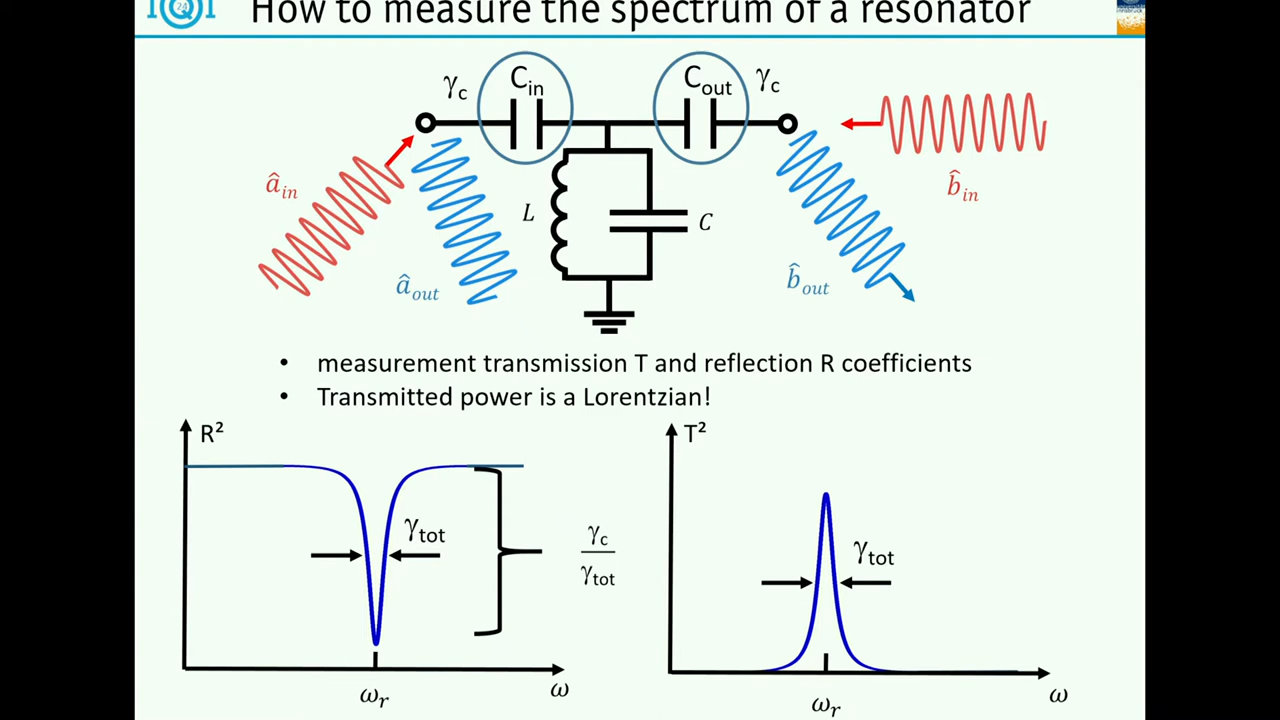 How to measure the spectrum of a resonator
γc Cin Cout γc
âin
b̂in
L
C
âout
b̂out
• measurement transmission T and reflection R coefficients
• Transmitted power is a Lorentzian!
R²
T²
γtot
γc
γtot
γtot
ωr
ω
ωr
ω